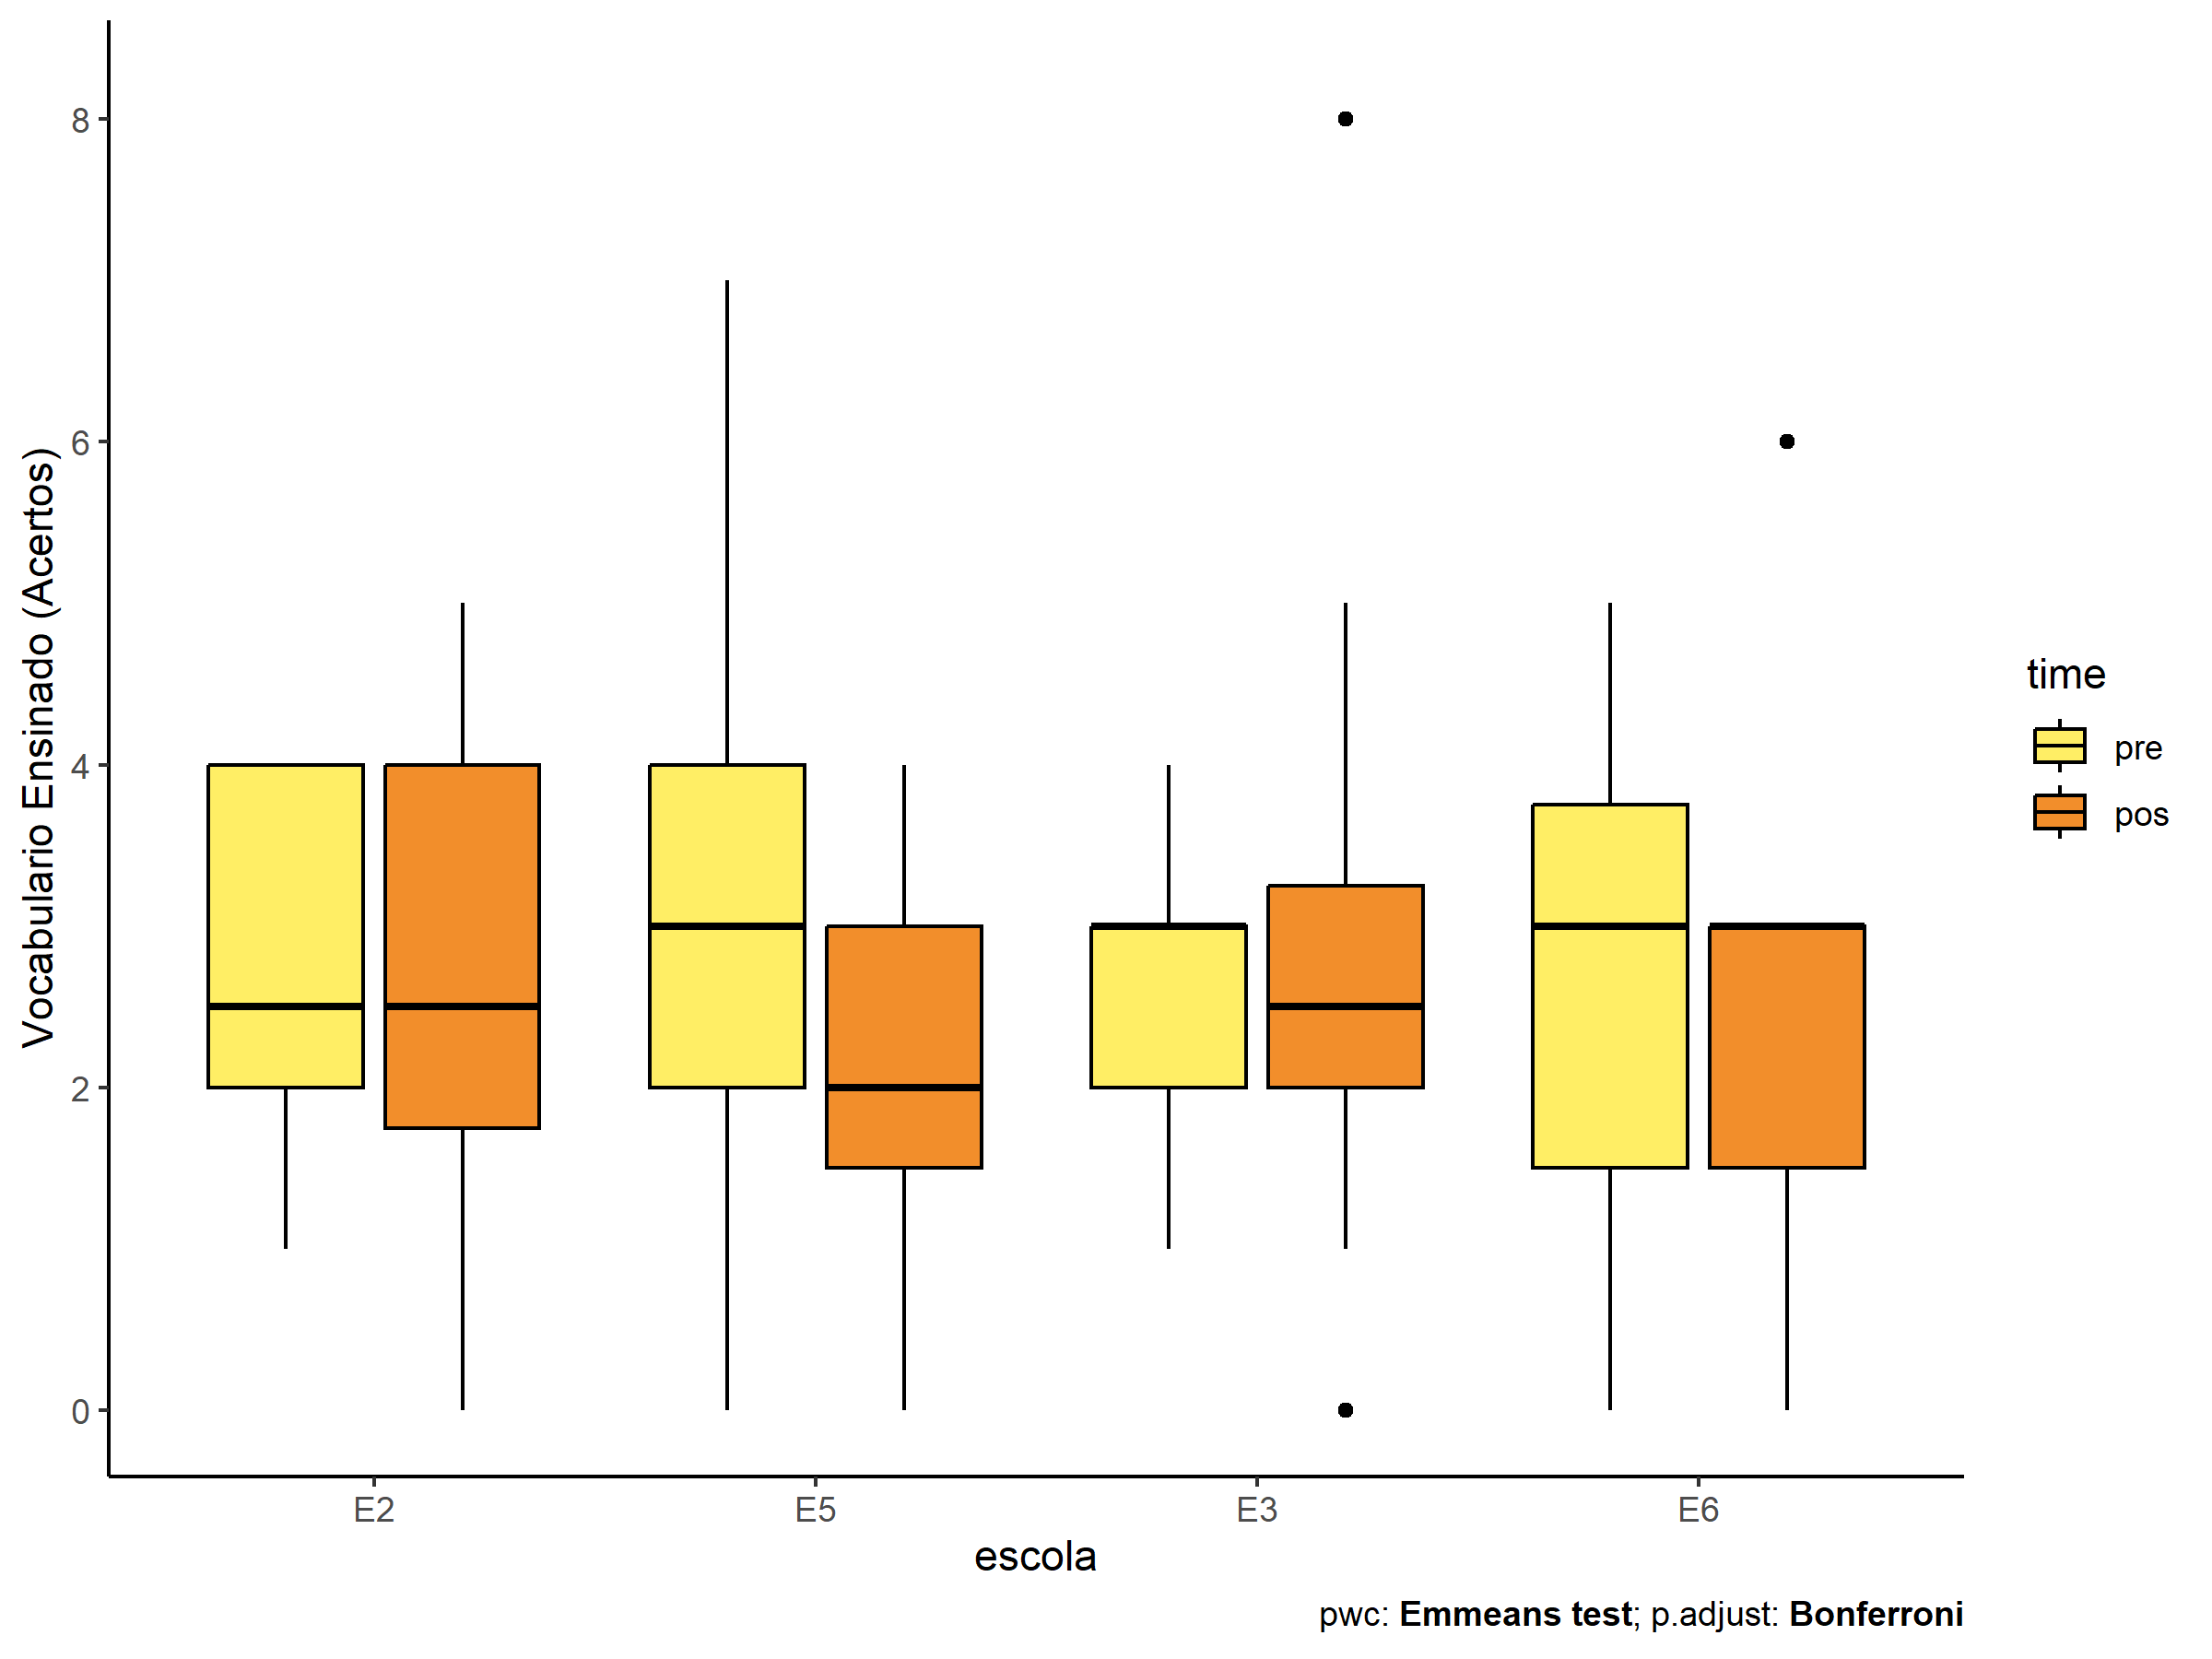 Vocabulario Ensinado (Acertos)
8
6
4
2
0
E2 E5 E3 E6
escola
time
pre
pos
pwc: Emmeans test; p.adjust: Bonferroni